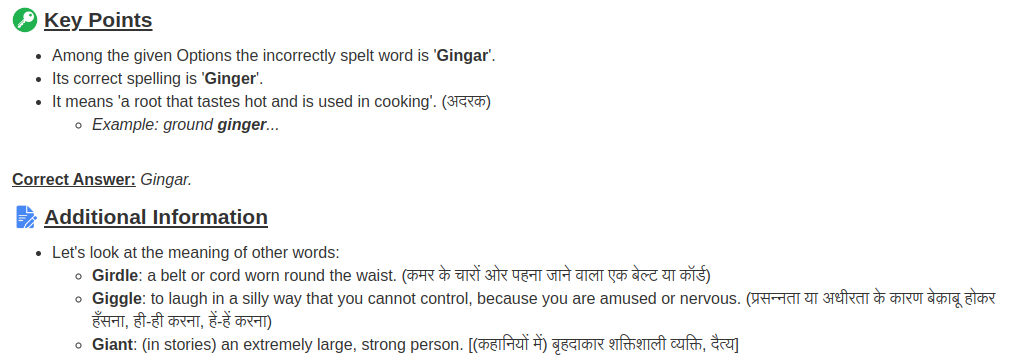 Key Points
• Among the given Options the incorrectly spelt word is 'Gingar'.
• Its correct spelling is 'Ginger'.
• It means 'a root that tastes hot and is used in cooking'. (अदरक)
◦ Example: ground ginger...
Correct Answer: Gingar.
Additional Information
• Let's look at the meaning of other words:
◦ Girdle: a belt or cord worn round the waist. (कमर के चारों ओर पहना जाने वाला एक बेल्ट या कॉर्ड)
◦ Giggle: to laugh in a silly way that you cannot control, because you are amused or nervous. (प्रसन्नता या अधीरता के कारण बेक़ाबू होकर
हँसना, ही-ही करना, हें-हें करना)
◦ Giant: (in stories) an extremely large, strong person. [(कहानियों में) बृहदाकार शक्तिशाली व्यक्ति, दैत्य]